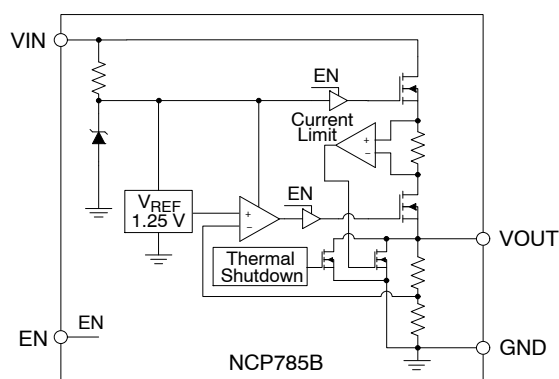 VIN
EN
Current
Limit
+
−
EN
VREF
1.25 V
+
−
VOUT
Thermal
Shutdown
EN
EN
NCP785B
GND